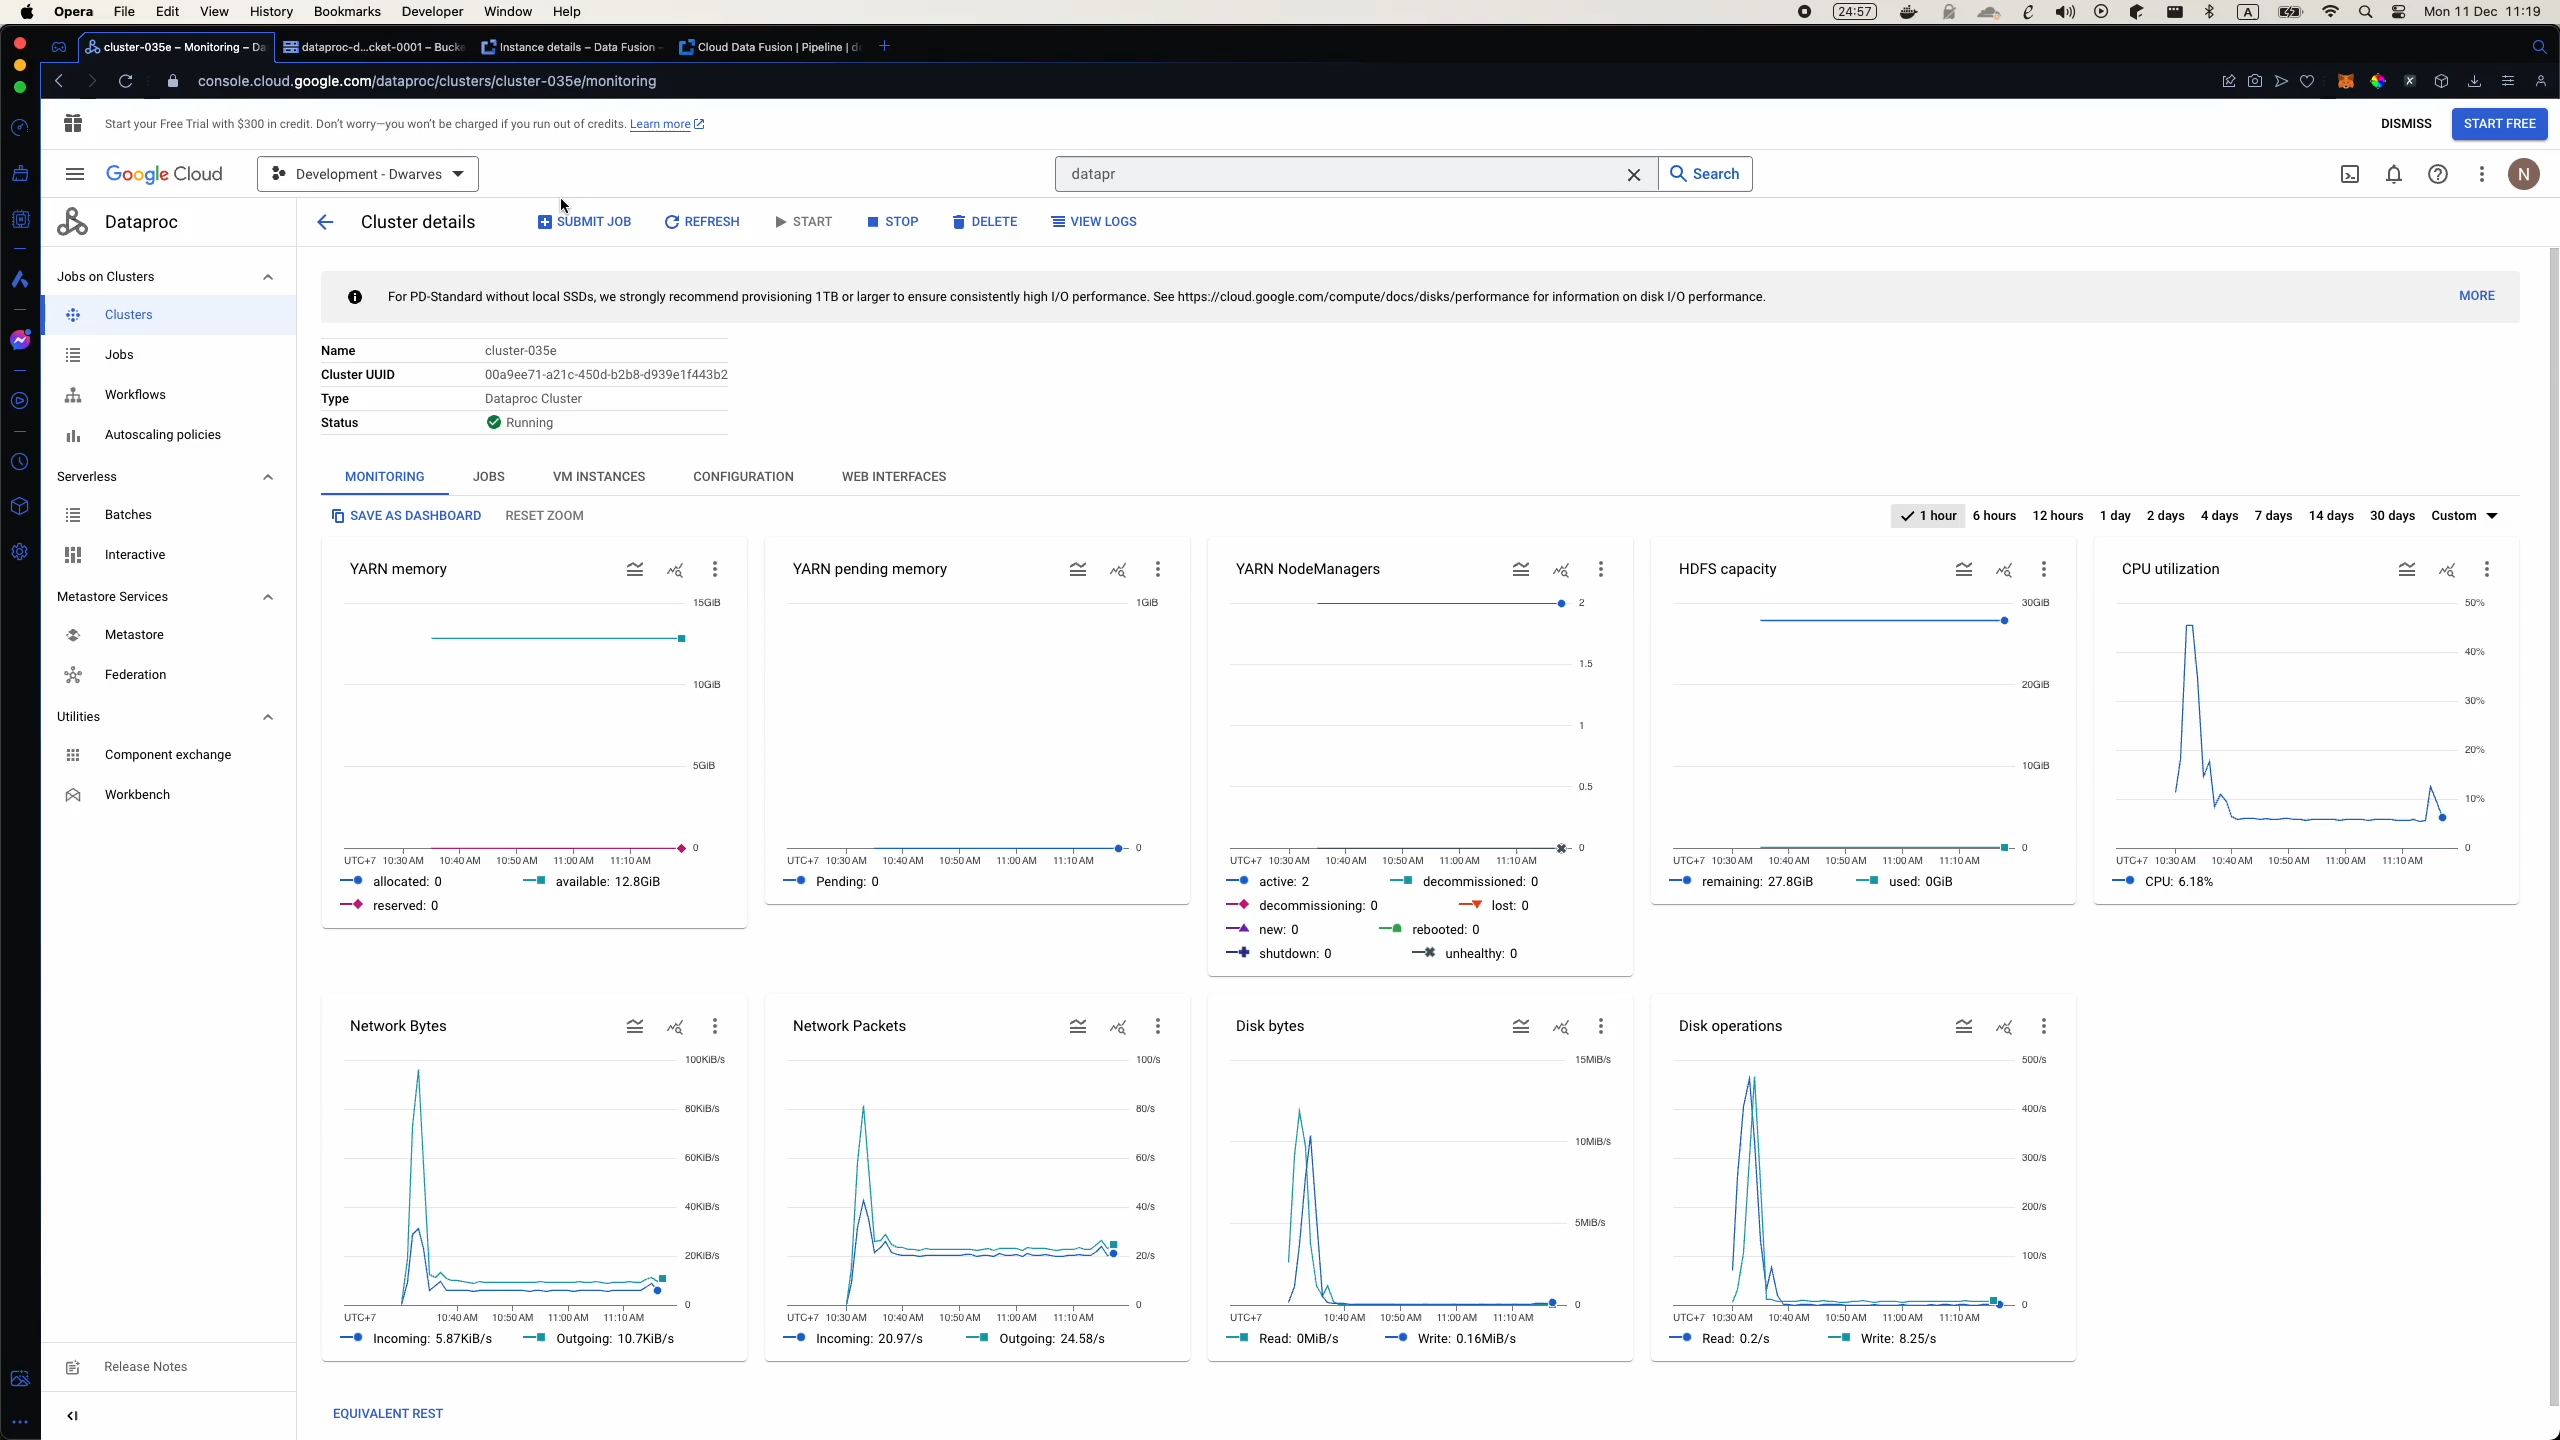 Opera File Edit View History Bookmarks Developer Window Help 24:57 A Mon 11 Dec 11:19
cluster-035e – Monitoring – Da dataproc-d...cket-0001 – Bucke Instance details – Data Fusion – Cloud Data Fusion | Pipeline | de
console.cloud.google.com/dataproc/clusters/cluster-035e/monitoring
Start your Free Trial with $300 in credit. Don't worry—you won't be charged if you run out of credits. Learn more DISMISS START FREE
Google Cloud Development - Dwarves datapr Search N
Dataproc
Cluster details SUBMIT JOB REFRESH START STOP DELETE VIEW LOGS
Jobs on Clusters
Clusters
Jobs
Workflows
Autoscaling policies
Serverless
Batches
Interactive
Metastore Services
Metastore
Federation
Utilities
Component exchange
Workbench
Release Notes
For PD-Standard without local SSDs, we strongly recommend provisioning 1TB or larger to ensure consistently high I/O performance. See https://cloud.google.com/compute/docs/disks/performance for information on disk I/O performance. MORE
Name cluster-035e
Cluster UUID 00a9ee71-a21c-450d-b2b8-d939e1f443b2
Type Dataproc Cluster
Status Running
MONITORING JOBS VM INSTANCES CONFIGURATION WEB INTERFACES
SAVE AS DASHBOARD RESET ZOOM 1 hour 6 hours 12 hours 1 day 2 days 4 days 7 days 14 days 30 days Custom
YARN memory
15GiB
10GiB
5GiB
0
UTC+7 10:30 AM 10:40 AM 10:50 AM 11:00 AM 11:10 AM
allocated: 0 available: 12.8GiB
reserved: 0
YARN pending memory
1GiB
0
UTC+7 10:30 AM 10:40 AM 10:50 AM 11:00 AM 11:10 AM
Pending: 0
YARN NodeManagers
2
1.5
1
0.5
0
UTC+7 10:30 AM 10:40 AM 10:50 AM 11:00 AM 11:10 AM
active: 2 decommissioned: 0
decommissioning: 0 lost: 0
new: 0 rebooted: 0
shutdown: 0 unhealthy: 0
HDFS capacity
30GiB
20GiB
10GiB
0
UTC+7 10:30 AM 10:40 AM 10:50 AM 11:00 AM 11:10 AM
remaining: 27.8GiB used: 0GiB
CPU utilization
50%
40%
30%
20%
10%
0
UTC+7 10:30 AM 10:40 AM 10:50 AM 11:00 AM 11:10 AM
CPU: 6.18%
Network Bytes
100KiB/s
80KiB/s
60KiB/s
40KiB/s
20KiB/s
0
UTC+7 10:40 AM 10:50 AM 11:00 AM 11:10 AM
Incoming: 5.87KiB/s Outgoing: 10.7KiB/s
Network Packets
100/s
80/s
60/s
40/s
20/s
0
UTC+7 10:30 AM 10:40 AM 10:50 AM 11:00 AM 11:10 AM
Incoming: 20.97/s Outgoing: 24.58/s
Disk bytes
15MiB/s
10MiB/s
5MiB/s
0
UTC+7 10:40 AM 10:50 AM 11:00 AM 11:10 AM
Read: 0MiB/s Write: 0.16MiB/s
Disk operations
500/s
400/s
300/s
200/s
100/s
0
UTC+7 10:30 AM 10:40 AM 10:50 AM 11:00 AM 11:10 AM
Read: 0.2/s Write: 8.25/s
EQUIVALENT REST